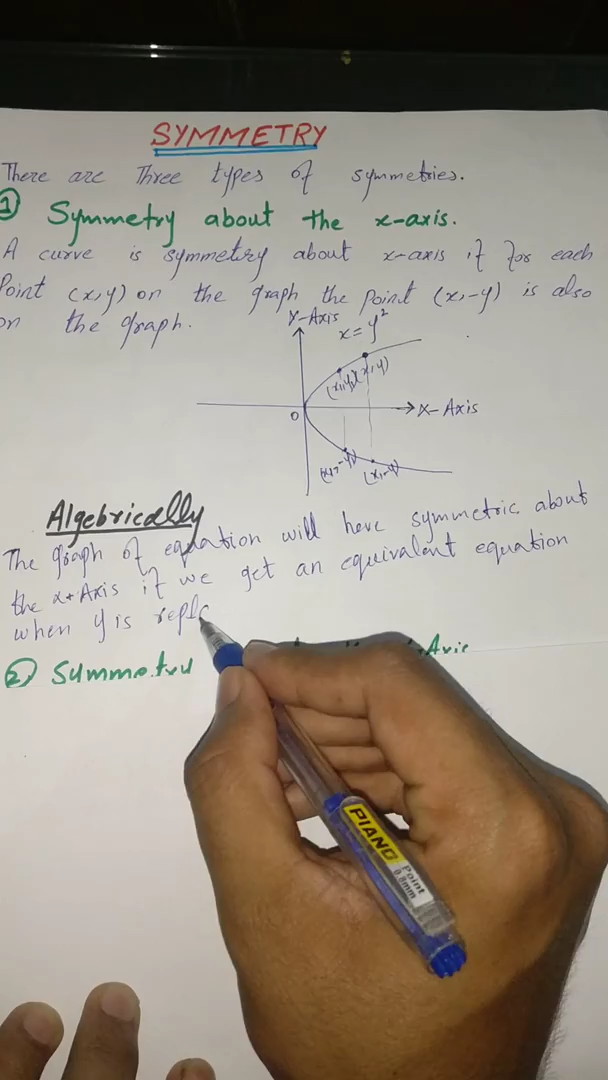 SYMMETRY
There are Three types of symmetries.
① Symmetry about the x-axis.
A curve is symmetry about x-axis if for each
Point (x,y) on the graph the point (x,-y) is also
on the graph.
Y-Axis
x=y²
(x,y)
(x,y)
O
X-Axis
(x,-y)
(x,-y)
Algebrically
The graph of equation will have symmetric about
the x-Axis if we get an equivalent equation
when y is repla
② Symmetry Axis
PIANO
Point
0.8mm